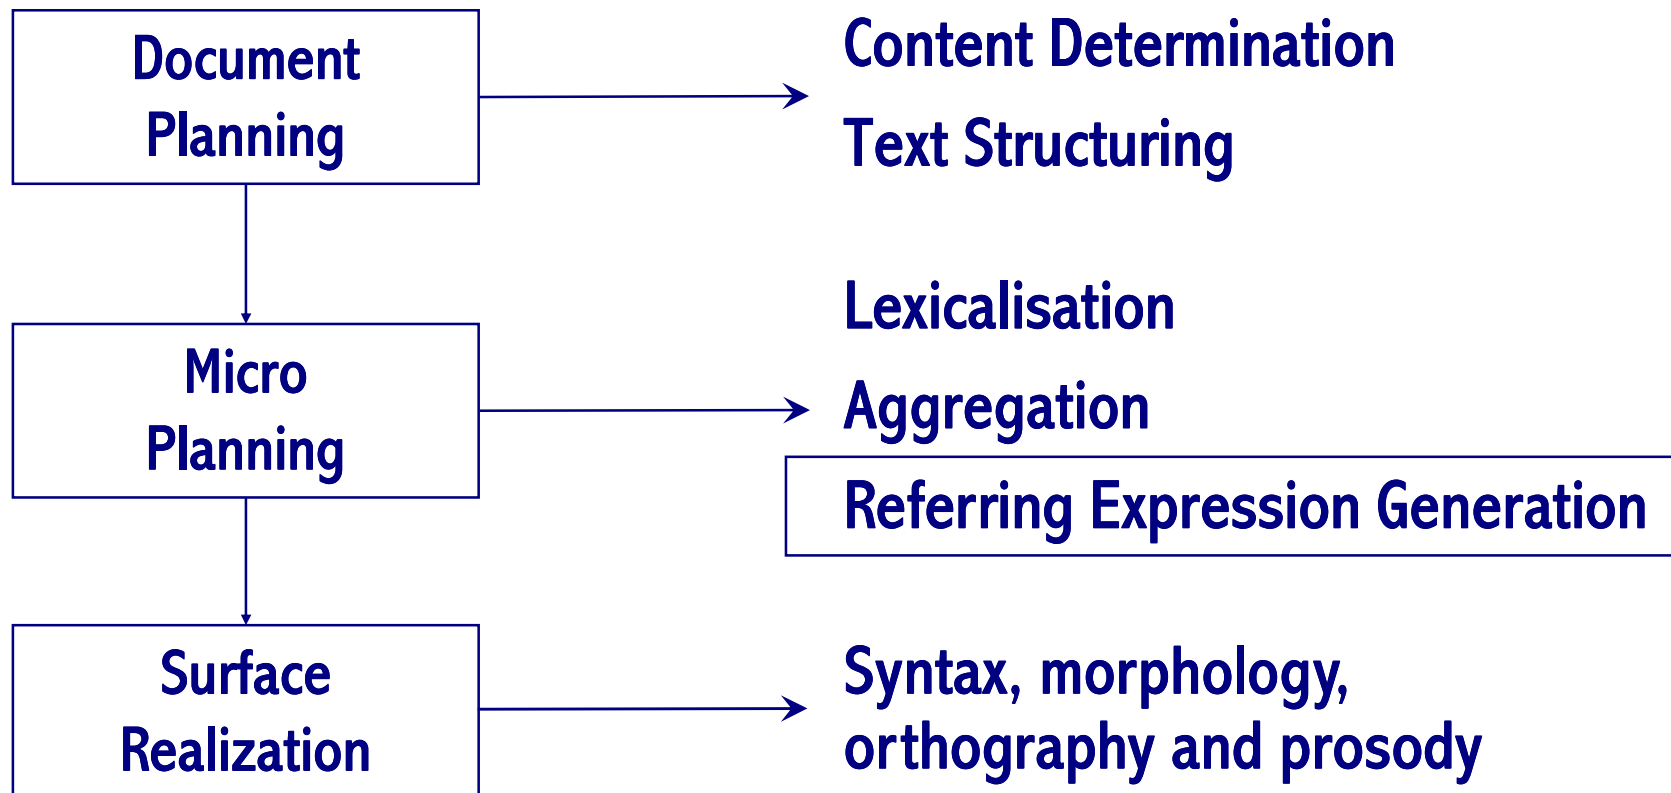 Document
Planning
Content Determination
Text Structuring
Micro
Planning
Lexicalisation
Aggregation
Referring Expression Generation
Surface
Realization
Syntax, morphology,
orthography and prosody